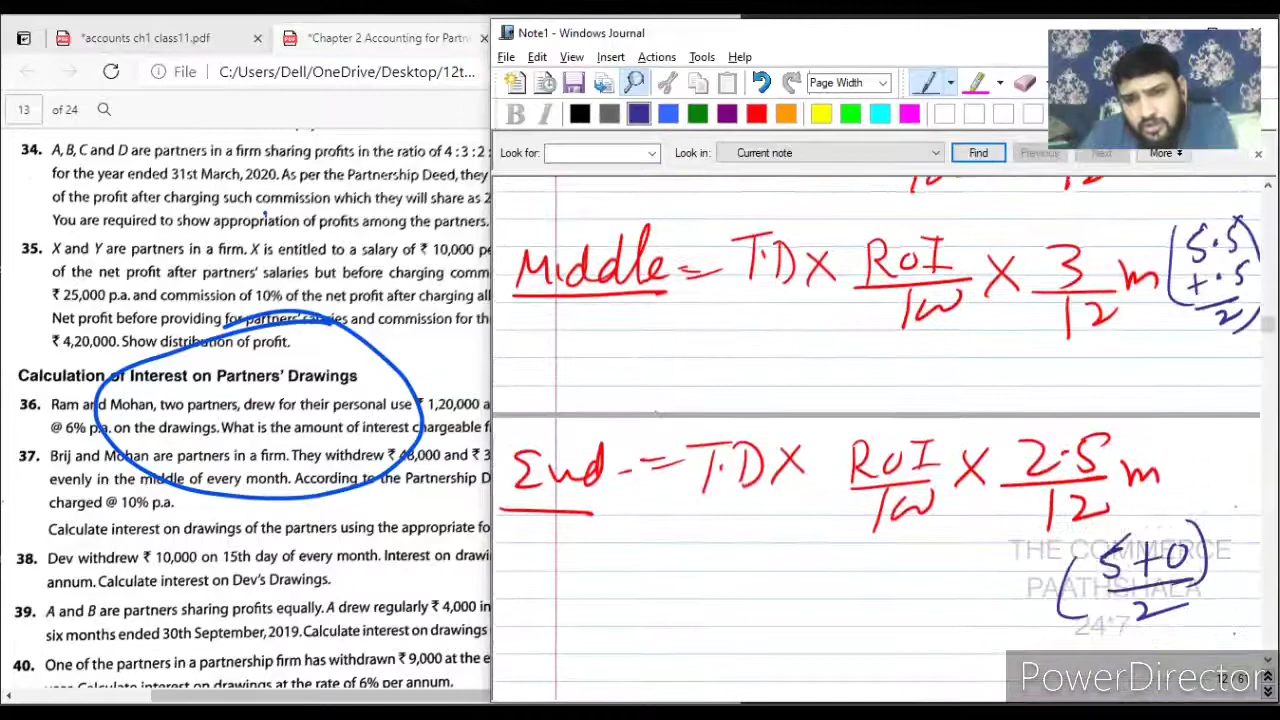 *accounts ch1 class11.pdf
*Chapter 2 Accounting for Partn
File
C:/Users/Dell/OneDrive/Desktop/12t...
13 of 24
34. A, B, C and D are partners in a firm sharing profits in the ratio of 4 : 3 : 2 :
for the year ended 31st March, 2020. As per the Partnership Deed, they
of the profit after charging such commission which they will share as 2
You are required to show appropriation of profits among the partners.
35. X and Y are partners in a firm. X is entitled to a salary of ₹ 10,000 pe
of the net profit after partners' salaries but before charging comm
₹ 25,000 p.a. and commission of 10% of the net profit after charging all
Net profit before providing for partners' salaries and commission for th
₹ 4,20,000. Show distribution of profit.
Calculation of Interest on Partners' Drawings
36. Ram and Mohan, two partners, drew for their personal use ₹ 1,20,000 a
@ 6% p.a. on the drawings. What is the amount of interest chargeable f
37. Brij and Mohan are partners in a firm. They withdrew ₹ 48,000 and ₹ 3
evenly in the middle of every month. According to the Partnership D
charged @ 10% p.a.
Calculate interest on drawings of the partners using the appropriate fo
38. Dev withdrew ₹ 10,000 on 15th day of every month. Interest on drawi
annum. Calculate interest on Dev's Drawings.
39. A and B are partners sharing profits equally. A drew regularly ₹ 4,000 in
six months ended 30th September, 2019. Calculate interest on drawings
40. One of the partners in a partnership firm has withdrawn ₹ 9,000 at the e
year. Calculate interest on drawings at the rate of 6% per annum.
Note1 - Windows Journal
File Edit View Insert Actions Tools Help
Page Width
B I
Look for: Look in: Current note Find Previous Next More
Middle = T.D X RoI/100 X 3/12 m (5.5 + .5 / 2)
End = T.D X RoI/100 X 2.5/12 m
(5+0/2)
THE COMMERCE
PAATHSHALA
24*7
PowerDirector